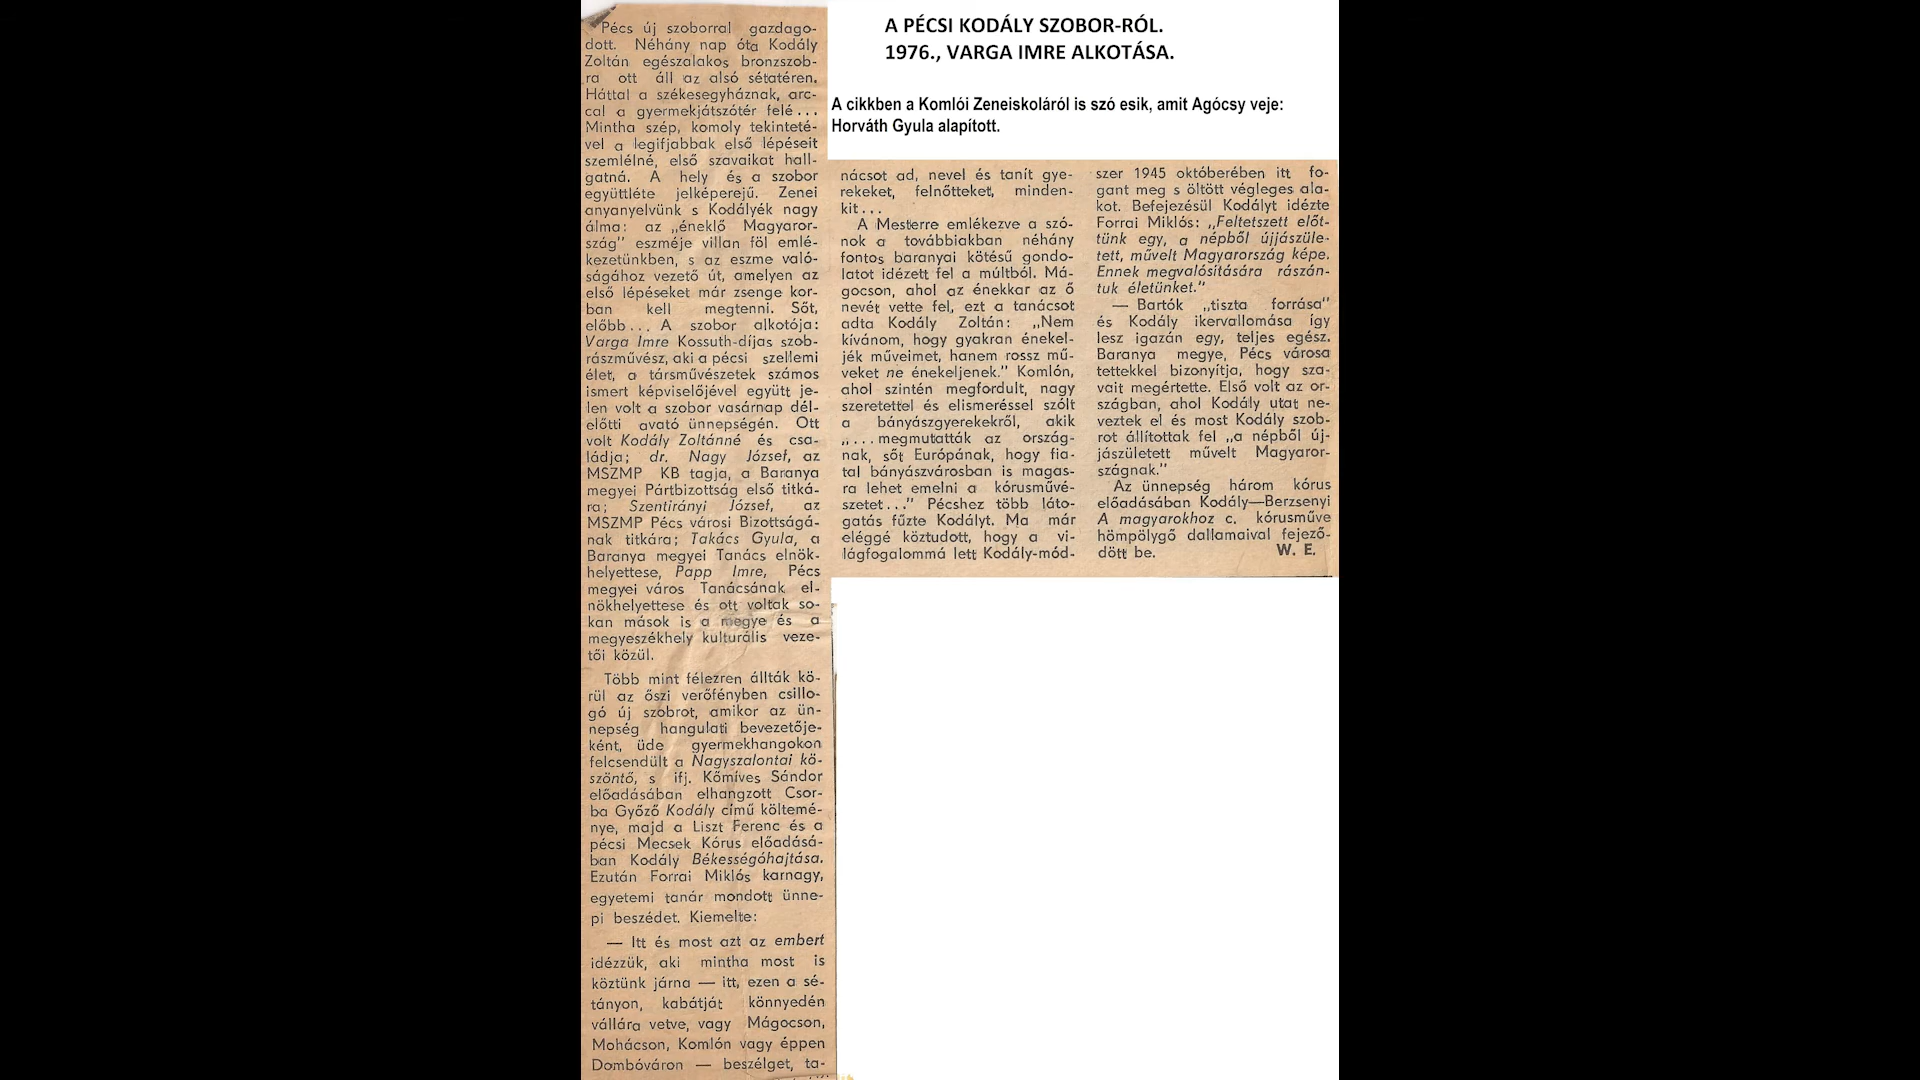 A PÉCSI KODÁLY SZOBOR-RÓL.
1976., VARGA IMRE ALKOTÁSA.
A cikkben a Komlói Zeneiskoláról is szó esik, amit Agócsy veje:
Horváth Gyula alapított.
Pécs új szoborral gazdago-
dott. Néhány nap óta Kodály
Zoltán egészalakos bronzszob-
ra ott áll az alsó sétatéren.
Háttal a székesegyháznak, arc-
cal a gyermekjátszótér felé...
Mintha szép, komoly tekinteté-
vel a legifjabbak első lépéseit
szemlélné, első szavaikat hall-
gatná. A hely és a szobor
együttléte jelképerejű. Zenei
anyanyelvünk s Kodályék nagy
álma: az „éneklő Magyaror-
szág" eszméje villan föl emlé-
kezetünkben, s az eszme való-
ságához vezető út, amelyen az
első lépéseket már zsenge kor-
ban kell megtenni. Sőt,
előbb... A szobor alkotója:
Varga Imre Kossuth-díjas szob-
rászművész, aki a pécsi szellemi
élet, a társművészetek számos
ismert képviselőjével együtt je-
len volt a szobor vasárnap dél-
előtti avató ünnepségén. Ott
volt Kodály Zoltánné és csa-
ládja; dr. Nagy József, az
MSZMP KB tagja, a Baranya
megyei Pártbizottság első titká-
ra; Szentirányi József, az
MSZMP Pécs városi Bizottságá-
nak titkára; Takács Gyula, a
Baranya megyei Tanács elnök-
helyettese, Papp Imre, Pécs
megyei város Tanácsának el-
nökhelyettese és ott voltak so-
kan mások is a megye és a
megyeszékhely kulturális veze-
tői közül.
Több mint félezren állták kö-
rül az őszi verőfényben csillo-
gó új szobrot, amikor az ün-
nepség hangulati bevezetője-
ként, üde gyermekhangokon
felcsendült a Nagyszalontai kö-
szöntő, s ifj. Kőmíves Sándor
előadásában elhangzott Csor-
ba Győző Kodály című költemé-
nye, majd a Liszt Ferenc és a
pécsi Mecsek Kórus előadásá-
ban Kodály Békességóhajtása.
Ezután Forrai Miklós karnagy,
egyetemi tanár mondott ünne-
pi beszédet. Kiemelte:
— Itt és most azt az embert
idézzük, aki mintha most is
köztünk járna — itt, ezen a sé-
tányon, kabátját könnyedén
vállára vetve, vagy Mágocson,
Mohácson, Komlón vagy éppen
Dombóváron — beszélget, ta-
nácsot ad, nevel és tanít gye-
rekeket, felnőtteket, minden-
kit...
A Mesterre emlékezve a szó-
nok a továbbiakban néhány
fontos baranyai kötésű gondo-
latot idézett fel a múltból. Má-
gocson, ahol az énekkar az ő
nevét vette fel, ezt a tanácsot
adta Kodály Zoltán: „Nem
kívánom, hogy gyakran énekel-
jék műveimet, hanem rossz mű-
veket ne énekeljenek." Komlón,
ahol szintén megfordult, nagy
szeretettel és elismeréssel szólt
a bányászgyerekekről, akik
„...megmutatták az ország-
nak, sőt Európának, hogy fia-
tal bányászvárosban is magas-
ra lehet emelni a kórusművé-
szetet..." Pécshez több láto-
gatás fűzte Kodályt. Ma már
eléggé köztudott, hogy a vi-
lágfogalommá lett Kodály-mód-
szer 1945 októberében itt fo-
gant meg s öltött végleges ala-
kot. Befejezésül Kodályt idézte
Forrai Miklós: „Feltetszett előt-
tünk egy, a népből újjászüle-
tett, művelt Magyarország képe.
Ennek megvalósítására rászán-
tuk életünket."
— Bartók „tiszta forrása"
és Kodály ikervallomása így
lesz igazán egy, teljes egész.
Baranya megye, Pécs városa
tettekkel bizonyítja, hogy sza-
vait megértette. Első volt az or-
szágban, ahol Kodály utat ne-
veztek el és most Kodály szob-
rot állítottak fel „a népből új-
jászületett művelt Magyaror-
szágnak."
Az ünnepség három kórus
előadásában Kodály—Berzsenyi
A magyarokhoz c. kórusműve
hömpölygő dallamaival fejező-
dött be.
W. E.